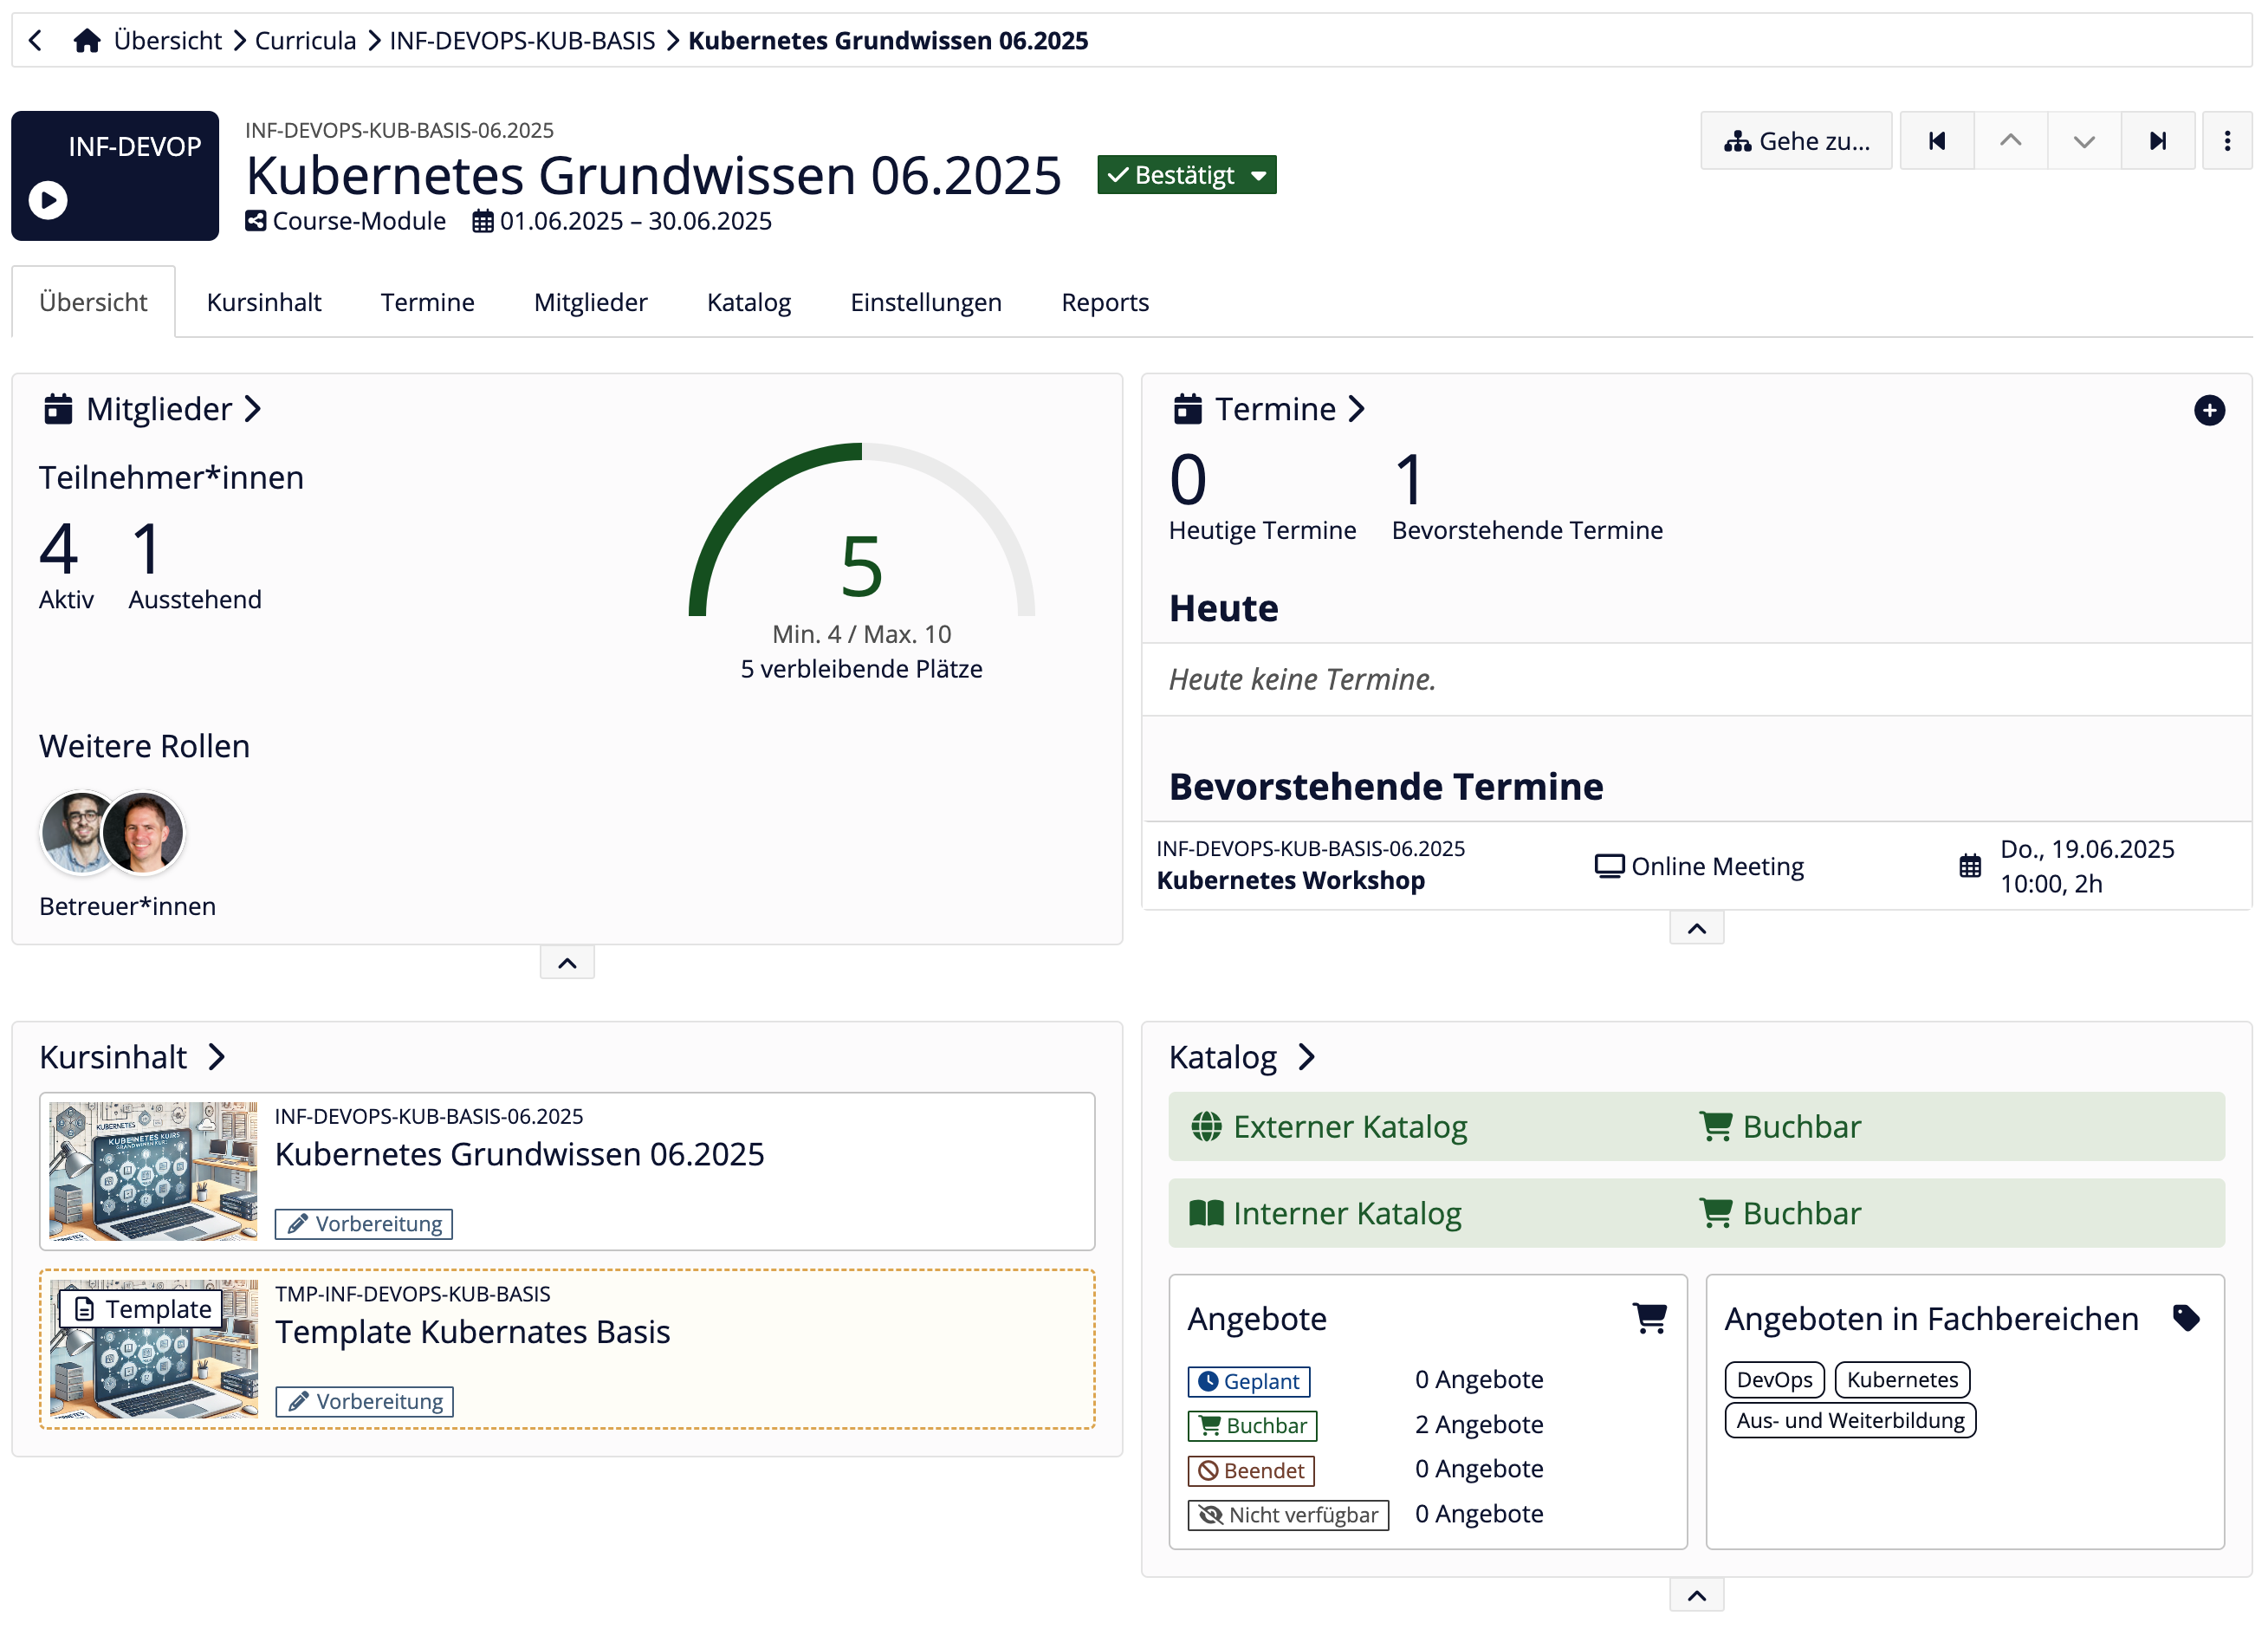 Übersicht Curricula INF-DEVOPS-KUB-BASIS Kubernetes Grundwissen 06.2025
INF-DEVOP
INF-DEVOPS-KUB-BASIS-06.2025
Kubernetes Grundwissen 06.2025
Bestätigt
Course-Module 01.06.2025 – 30.06.2025
Gehe zu...
Übersicht Kursinhalt Termine Mitglieder Katalog Einstellungen Reports
Mitglieder
Teilnehmer*innen
4 1
Aktiv Ausstehend
5
Min. 4 / Max. 10
5 verbleibende Plätze
Weitere Rollen
Betreuer*innen
Termine
0 1
Heutige Termine Bevorstehende Termine
Heute
Heute keine Termine.
Bevorstehende Termine
INF-DEVOPS-KUB-BASIS-06.2025
Kubernetes Workshop
Online Meeting
Do., 19.06.2025
10:00, 2h
Kursinhalt
KUBERNETES
INF-DEVOPS-KUB-BASIS-06.2025
Kubernetes Grundwissen 06.2025
Vorbereitung
Template
TMP-INF-DEVOPS-KUB-BASIS
Template Kubernates Basis
Vorbereitung
Katalog
Externer Katalog Buchbar
Interner Katalog Buchbar
Angebote
Geplant 0 Angebote
Buchbar 2 Angebote
Beendet 0 Angebote
Nicht verfügbar 0 Angebote
Angeboten in Fachbereichen
DevOps Kubernetes
Aus- und Weiterbildung